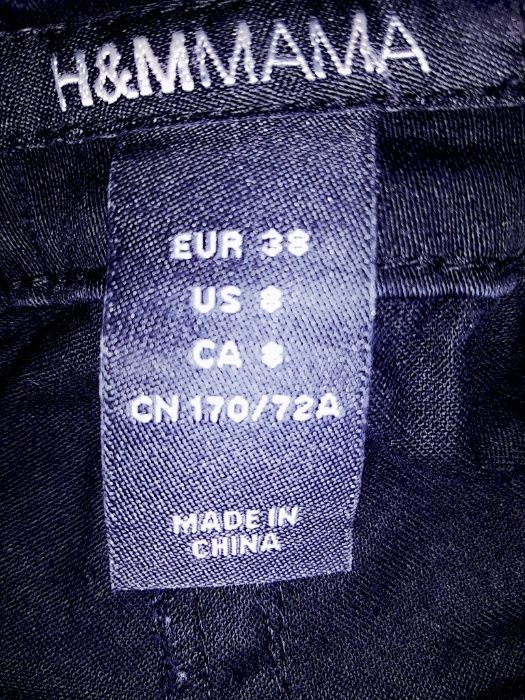 H&MMAMA
EUR 38
US 8
CA 8
CN 170/72A
MADE IN
CHINA